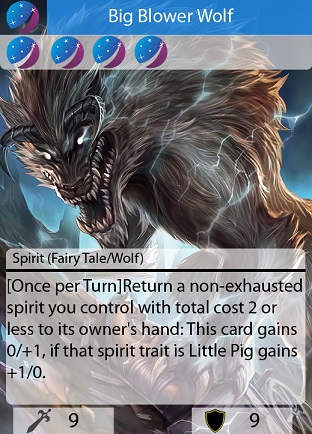 Big Blower Wolf
Spirit (Fairy Tale/Wolf)
[Once per Turn]Return a non-exhausted
spirit you control with total cost 2 or
less to its owner's hand: This card gains
0/+1, if that spirit trait is Little Pig gains
+1/0.
9 9